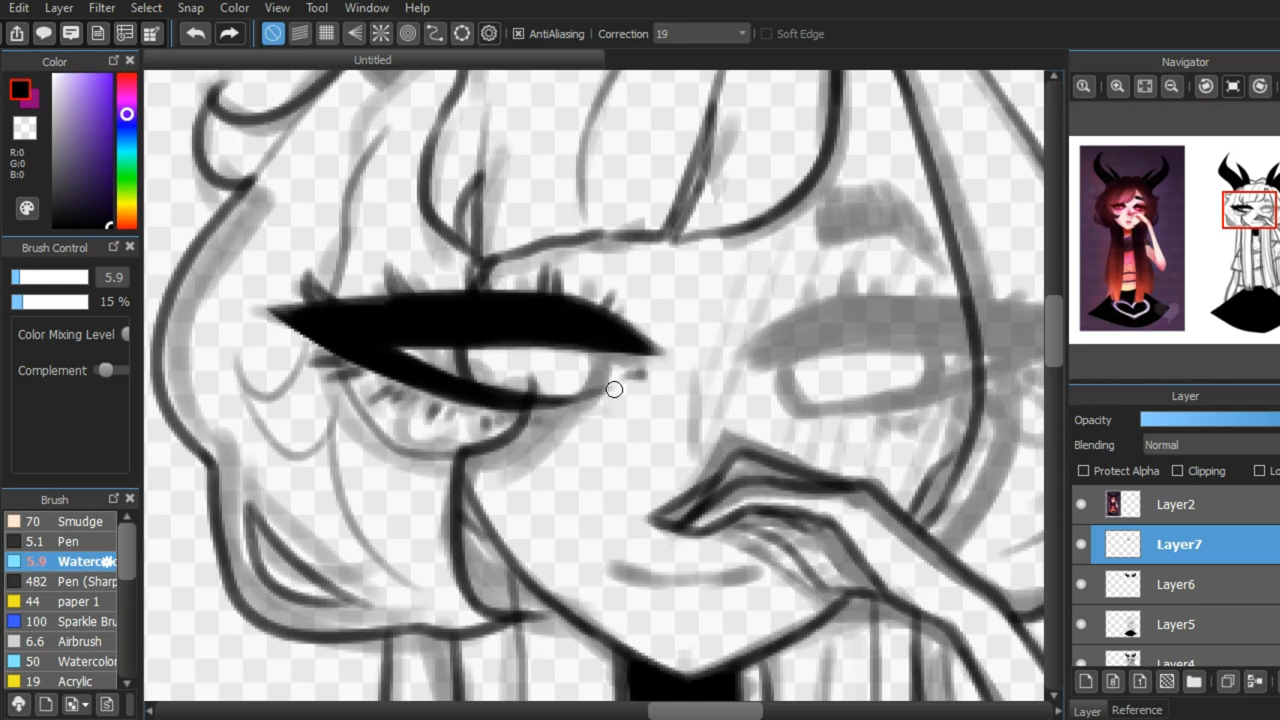 Edit Layer Filter Select Snap Color View Tool Window Help
AntiAliasing Correction 19 Soft Edge
Color
Untitled
Navigator
R:0
G:0
B:0
Brush Control
5.9
15 %
Color Mixing Level
Complement
Brush
70 Smudge
5.1 Pen
5.9 Waterco
482 Pen (Sharp
44 paper 1
100 Sparkle Bru
6.6 Airbrush
50 Watercolor
19 Acrylic
Layer
Opacity
Blending Normal
Protect Alpha Clipping Lo
Layer2
Layer7
Layer6
Layer5
Layer4
Layer Reference